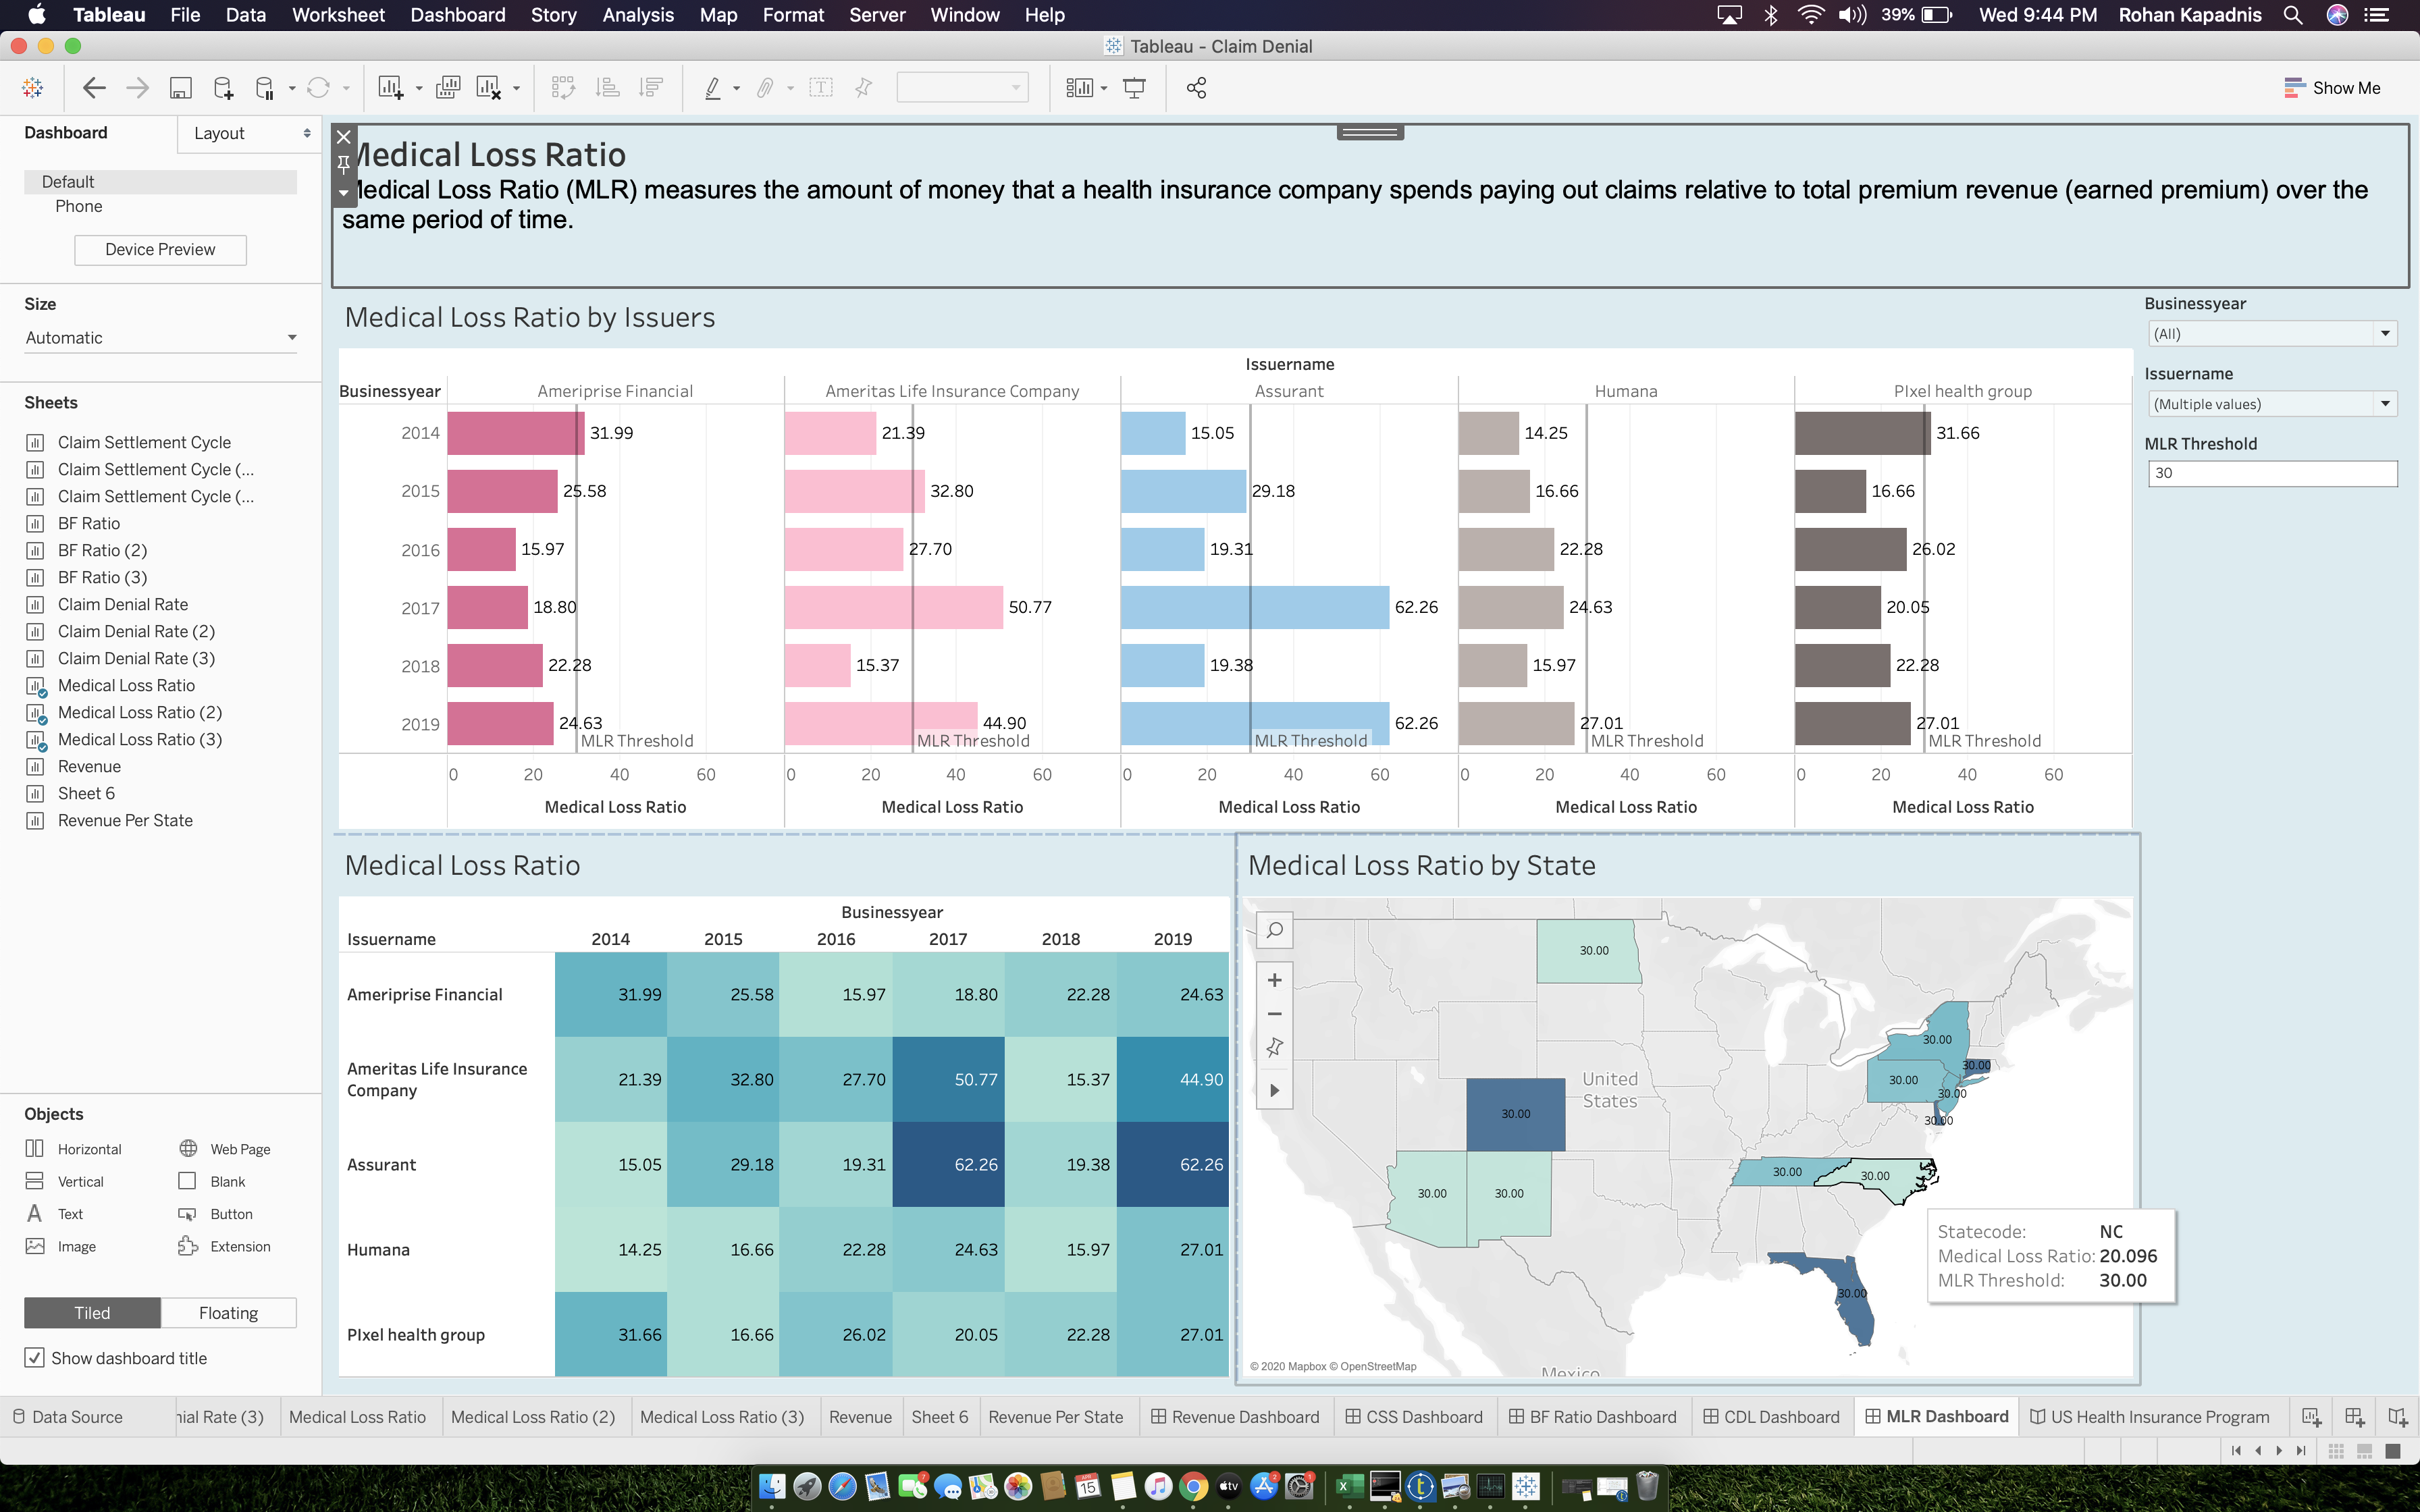 Tableau File Data Worksheet Dashboard Story Analysis Map Format Server Window Help 39% Wed 9:44 PM Rohan Kapadnis
Tableau - Claim Denial
Show Me
Dashboard Layout
Default
Phone
Device Preview
Size
Automatic
Sheets
Claim Settlement Cycle
Claim Settlement Cycle (...
Claim Settlement Cycle (...
BF Ratio
BF Ratio (2)
BF Ratio (3)
Claim Denial Rate
Claim Denial Rate (2)
Claim Denial Rate (3)
Medical Loss Ratio
Medical Loss Ratio (2)
Medical Loss Ratio (3)
Revenue
Sheet 6
Revenue Per State
Objects
Horizontal Web Page
Vertical Blank
Text Button
Image Extension
Tiled Floating
Show dashboard title
Medical Loss Ratio
Medical Loss Ratio (MLR) measures the amount of money that a health insurance company spends paying out claims relative to total premium revenue (earned premium) over the
same period of time.
Medical Loss Ratio by Issuers
Issuername
Businessyear Ameriprise Financial Ameritas Life Insurance Company Assurant Humana PIxel health group
2014 31.99 21.39 15.05 14.25 31.66
2015 25.58 32.80 29.18 16.66 16.66
2016 15.97 27.70 19.31 22.28 26.02
2017 18.80 50.77 62.26 24.63 20.05
2018 22.28 15.37 19.38 15.97 22.28
2019 24.63 44.90 62.26 27.01 27.01
MLR Threshold MLR Threshold MLR Threshold MLR Threshold MLR Threshold
0 20 40 60 0 20 40 60 0 20 40 60 0 20 40 60 0 20 40 60
Medical Loss Ratio Medical Loss Ratio Medical Loss Ratio Medical Loss Ratio Medical Loss Ratio
Businessyear
(All)
Issuername
(Multiple values)
MLR Threshold
30
Medical Loss Ratio
Businessyear
Issuername 2014 2015 2016 2017 2018 2019
Ameriprise Financial 31.99 25.58 15.97 18.80 22.28 24.63
Ameritas Life Insurance
Company 21.39 32.80 27.70 50.77 15.37 44.90
Assurant 15.05 29.18 19.31 62.26 19.38 62.26
Humana 14.25 16.66 22.28 24.63 15.97 27.01
PIxel health group 31.66 16.66 26.02 20.05 22.28 27.01
Medical Loss Ratio by State
30.00
30.00
30.00
United
States
30.00
30.00
30.00
30.00
30.00
30.00
30.00
30.00
30.00
Statecode: NC
Medical Loss Ratio: 20.096
MLR Threshold: 30.00
30.00
© 2020 Mapbox © OpenStreetMap
Mexico
Data Source nial Rate (3) Medical Loss Ratio Medical Loss Ratio (2) Medical Loss Ratio (3) Revenue Sheet 6 Revenue Per State Revenue Dashboard CSS Dashboard BF Ratio Dashboard CDL Dashboard MLR Dashboard US Health Insurance Program
7 APR 15 tv 2 1